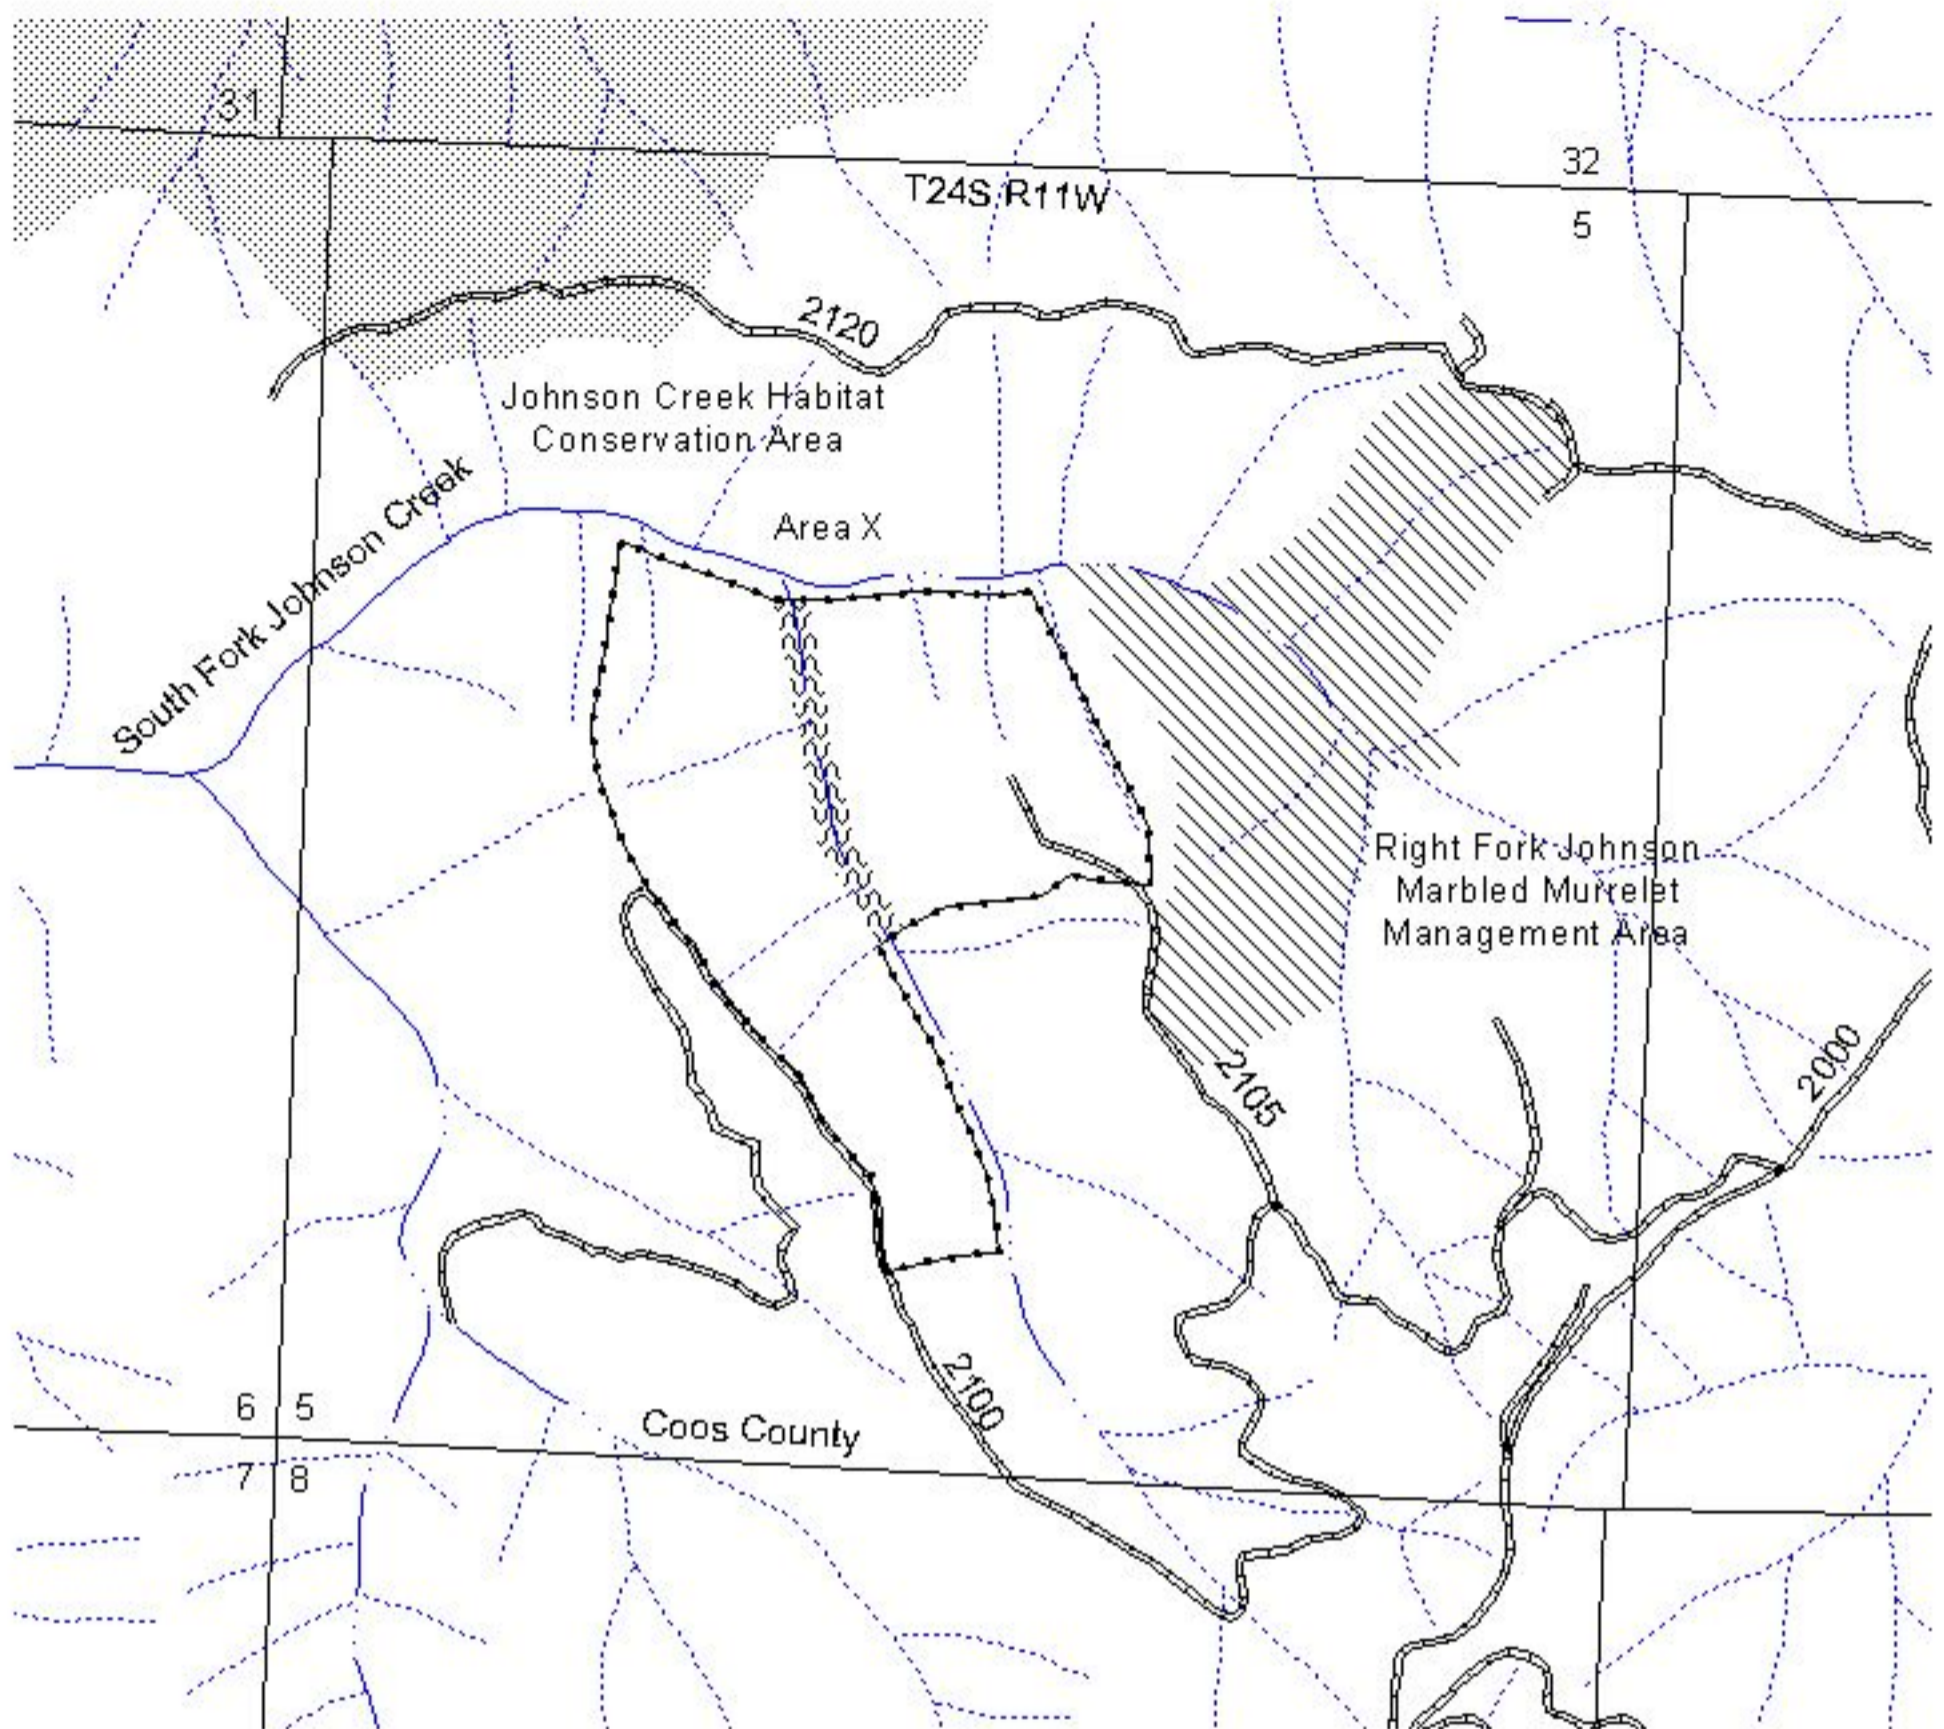 31
32
T24S R11W
5
2120
Johnson Creek Habitat
Conservation Area
South Fork Johnson Creek
Area X
Right Fork Johnson
Marbled Murrelet
Management Area
2105
2000
2100
6 5
Coos County
7 8